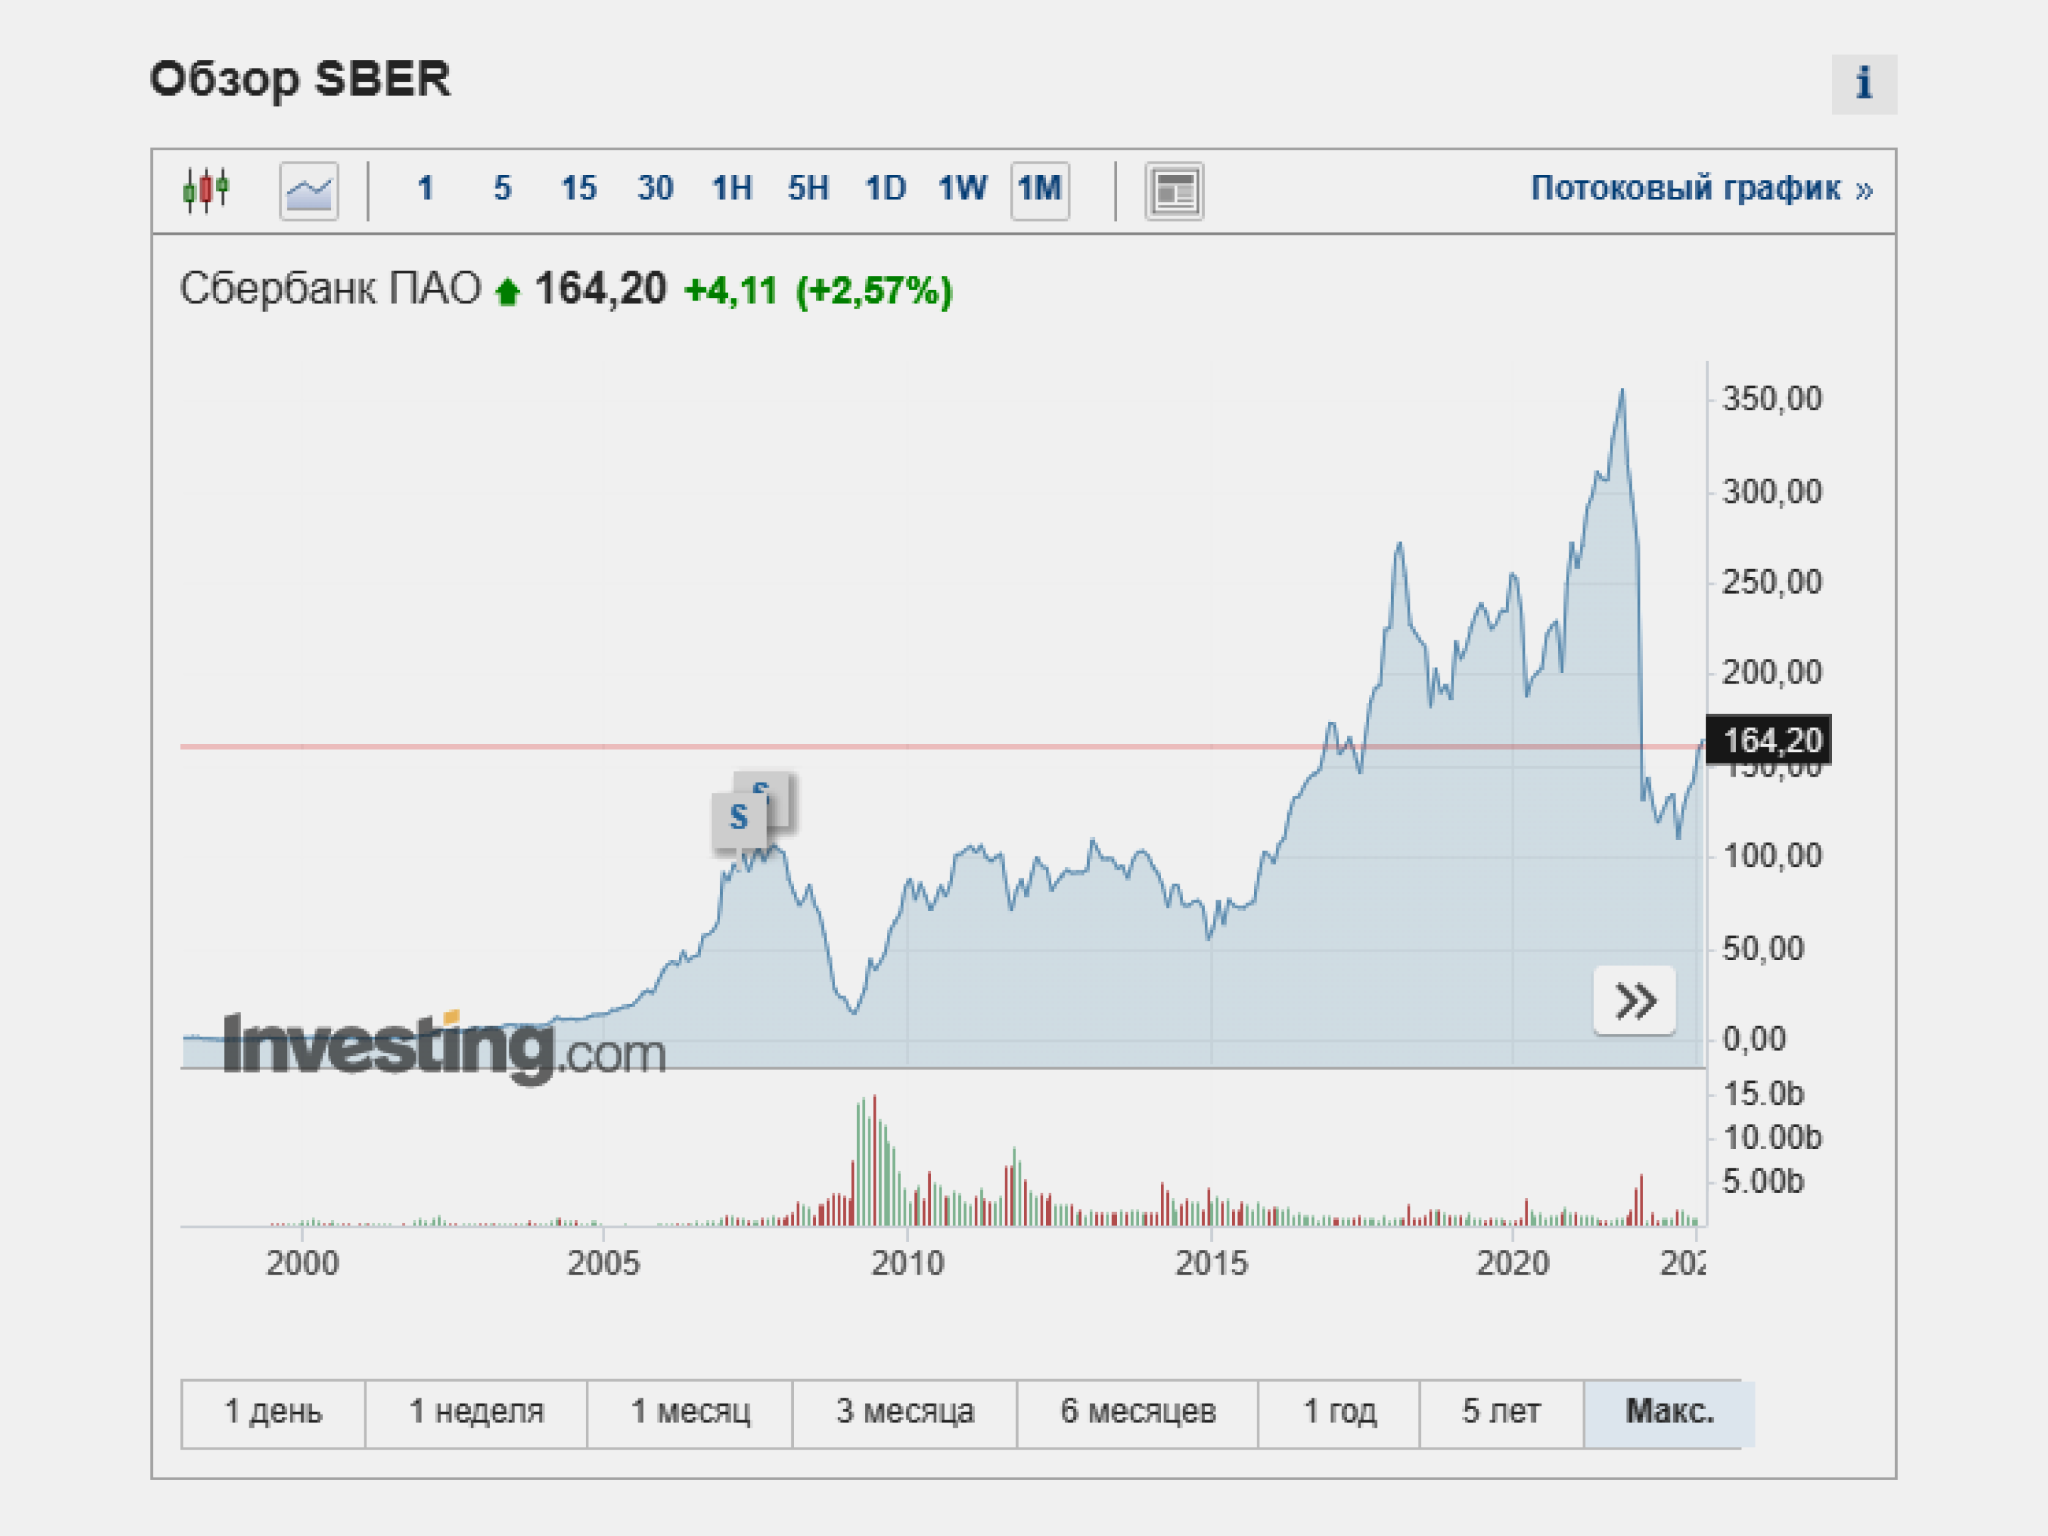 Обзор SBER
i
1 5 15 30 1H 5H 1D 1W 1M
Потоковый график »
Сбербанк ПАО 164,20 +4,11 (+2,57%)
350,00
300,00
250,00
200,00
164,20
150,00
100,00
50,00
0,00
S
S
Investing.com
15.0b
10.00b
5.00b
2000 2005 2010 2015 2020 202
1 день 1 неделя 1 месяц 3 месяца 6 месяцев 1 год 5 лет Макс.